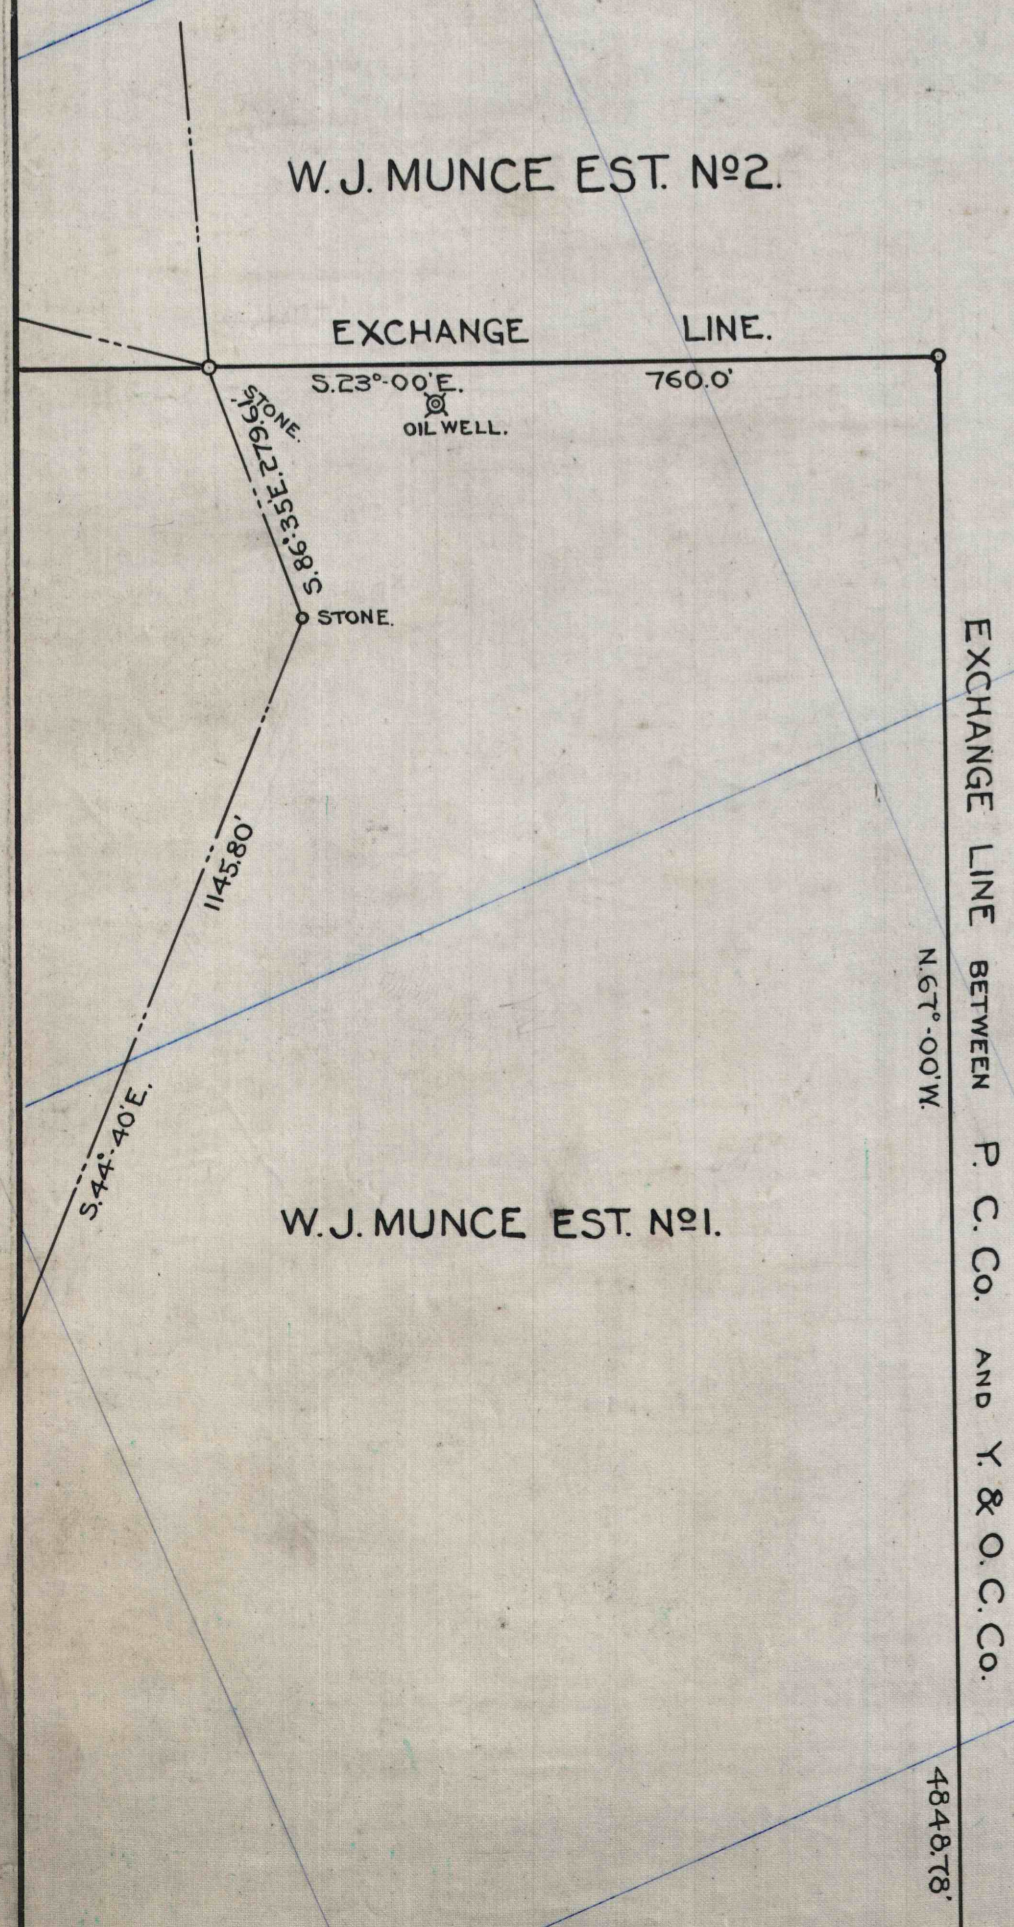 W. J. MUNCE EST. Nº2.
EXCHANGE LINE.
S.23°-00'E. 760.0'
OIL WELL.
STONE.
S.86°-35'E. 279.61'
STONE.
1145.80'
S.44°-40'E.
EXCHANGE LINE BETWEEN P. C. Co. AND Y. & O. C. Co.
N.67°-00'W.
W. J. MUNCE EST. Nº1.
4848.78'